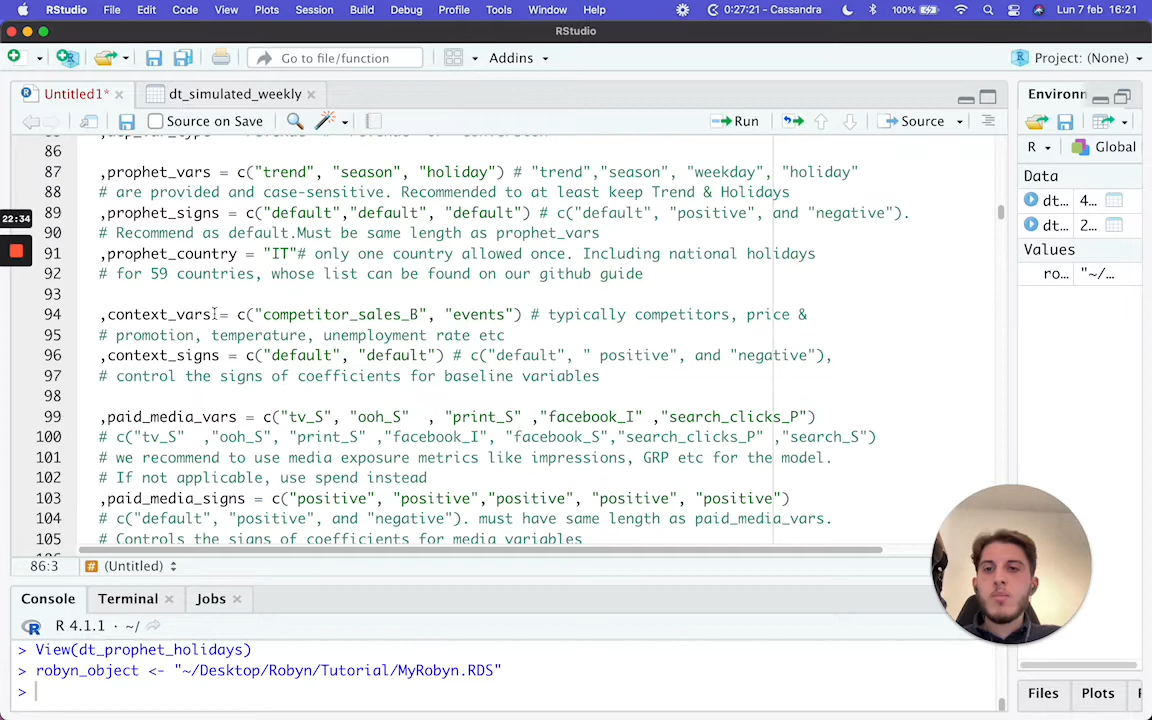 RStudio File Edit Code View Plots Session Build Debug Profile Tools Window Help 0:27:21 - Cassandra 100% Lun 7 feb 16:21
RStudio
Go to file/function Addins Project: (None)
Untitled1* dt_simulated_weekly Environ
Source on Save Run Source
R Global
86
87 ,prophet_vars = c("trend", "season", "holiday") # "trend","season", "weekday", "holiday"
88 # are provided and case-sensitive. Recommended to at least keep Trend & Holidays
89 ,prophet_signs = c("default","default", "default") # c("default", "positive", and "negative").
90 # Recommend as default.Must be same length as prophet_vars
91 ,prophet_country = "IT"# only one country allowed once. Including national holidays
92 # for 59 countries, whose list can be found on our github guide
93
94 ,context_vars = c("competitor_sales_B", "events") # typically competitors, price &
95 # promotion, temperature, unemployment rate etc
96 ,context_signs = c("default", "default") # c("default", " positive", and "negative"),
97 # control the signs of coefficients for baseline variables
98
99 ,paid_media_vars = c("tv_S", "ooh_S" , "print_S" ,"facebook_I" ,"search_clicks_P")
100 # c("tv_S" ,"ooh_S", "print_S" ,"facebook_I", "facebook_S","search_clicks_P" ,"search_S")
101 # we recommend to use media exposure metrics like impressions, GRP etc for the model.
102 # If not applicable, use spend instead
103 ,paid_media_signs = c("positive", "positive","positive", "positive", "positive")
104 # c("default", "positive", and "negative"). must have same length as paid_media_vars.
105 # Controls the signs of coefficients for media variables
Data
dt... 4...
dt... 2...
Values
ro... "~/...
22:34
86:3 (Untitled)
Console Terminal Jobs
R 4.1.1 · ~/
> View(dt_prophet_holidays)
> robyn_object <- "~/Desktop/Robyn/Tutorial/MyRobyn.RDS"
>
Files Plots